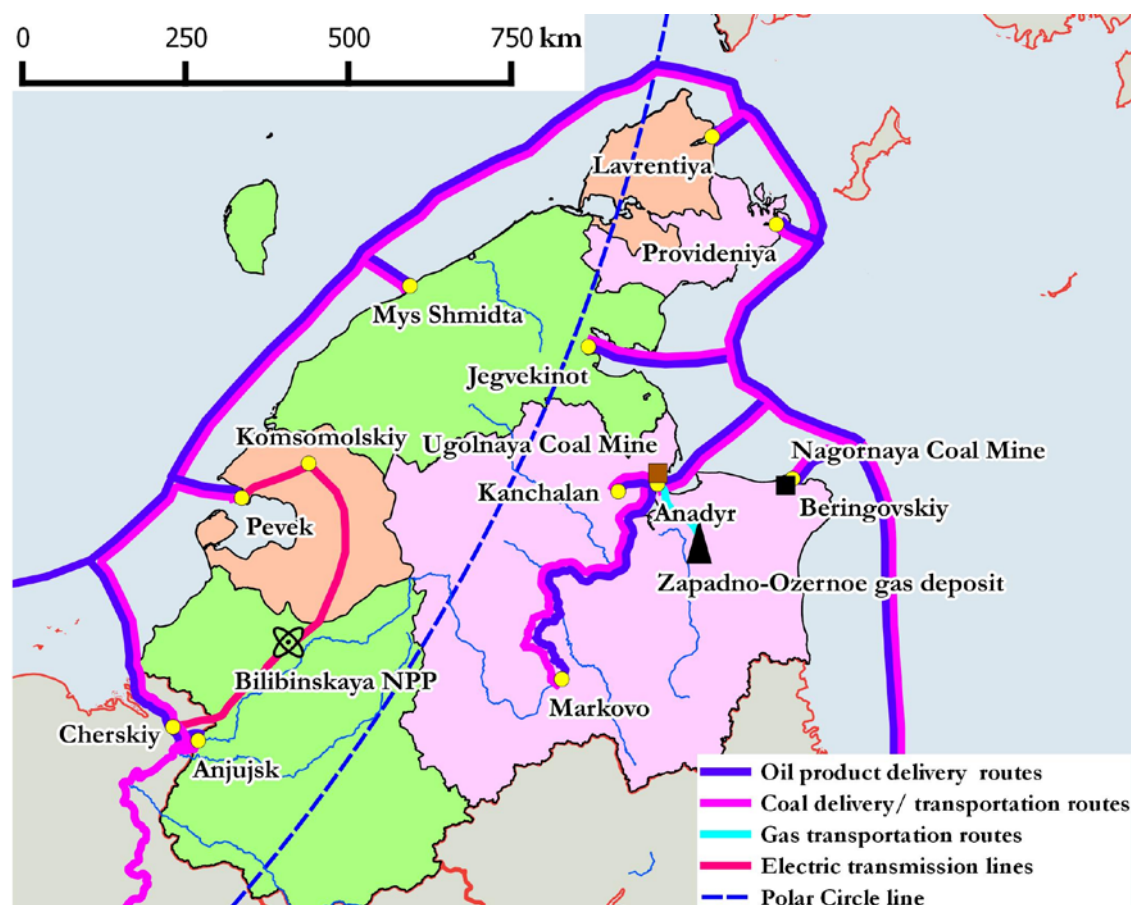 0 250 500 750 km
Lavrentiya
Provideniya
Mys Shmidta
Jegvekinot
Komsomolskiy
Ugolnaya Coal Mine
Nagornaya Coal Mine
Kanchalan
Pevek
Anadyr
Beringovskiy
Zapadno-Ozernoe gas deposit
Bilibinskaya NPP
Markovo
Cherskiy
Anjujsk
Oil product delivery routes
Coal delivery/ transportation routes
Gas transportation routes
Electric transmission lines
Polar Circle line